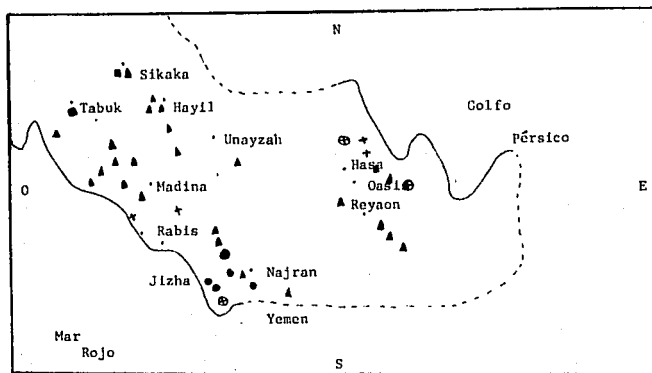 N
Sikaka
Golfo
Tabuk
Hayil
Unayzah
Pérsico
Hasa
O
Madina
Oasis
E
Reyaon
Rabis
Jizha
Najran
Yemen
Mar
Rojo
S